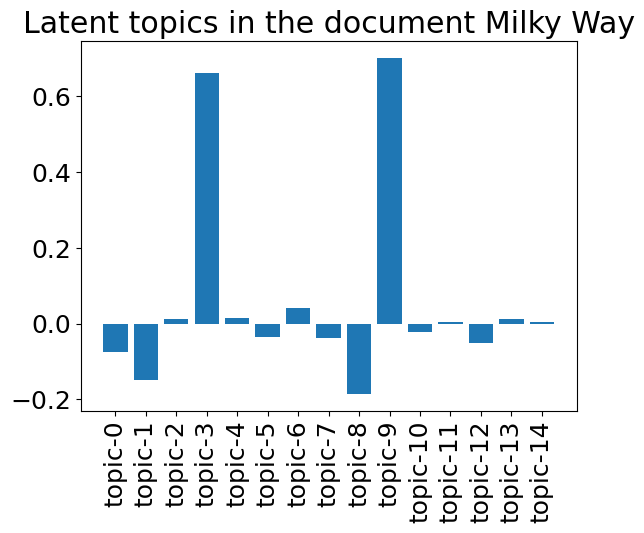 Latent topics in the document Milky Way
0.6
0.4
0.2
0.0
−0.2
topic-0
topic-1
topic-2
topic-3
topic-4
topic-5
topic-6
topic-7
topic-8
topic-9
topic-10
topic-11
topic-12
topic-13
topic-14